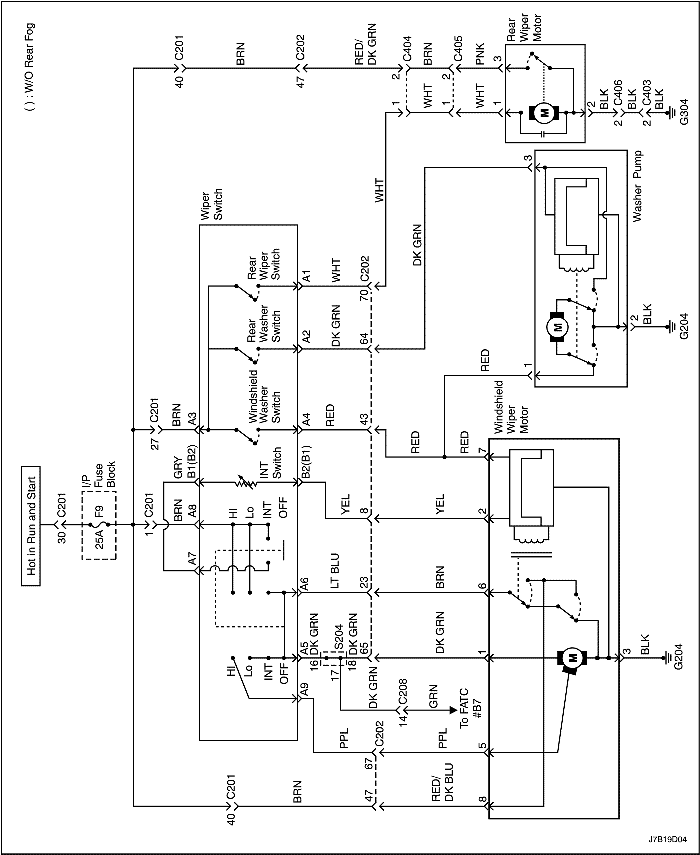 ( ) : W/O Rear Fog
Hot in Run and Start
30
C201
I/P
Fuse
Block
25A
F9
1
C201
40
C201
BRN
47
C202
RED/
DK GRN
2
C404
BRN
2
C405
PNK
3
Rear
Wiper
Motor
1
WHT
1
WHT
1
M
2
BLK
2
C406
BLK
2
C403
BLK
G304
WHT
Washer Pump
3
M
2
BLK
G204
1
RED
DK GRN
Wiper
Switch
Rear
Wiper
Switch
A1
WHT
70
C202
Rear
Washer
Switch
A2
DK GRN
64
27
C201
BRN
A3
Windshield
Washer
Switch
A4
RED
43
RED
RED
7
Windshield
Wiper
Motor
GRY
B1(B2)
INT
Switch
B2(B1)
YEL
8
YEL
2
BRN
A8
A7
HI
Lo
INT
OFF
A6
LT BLU
23
BRN
6
HI
Lo
INT
OFF
A5
16
DK GRN
S204
17
18
DK GRN
65
DK GRN
1
M
3
BLK
G204
A9
DK GRN
14
C208
GRN
To FATC
#B7
PPL
67
C202
PPL
5
40
C201
BRN
47
RED/
DK BLU
8
J7B19D04